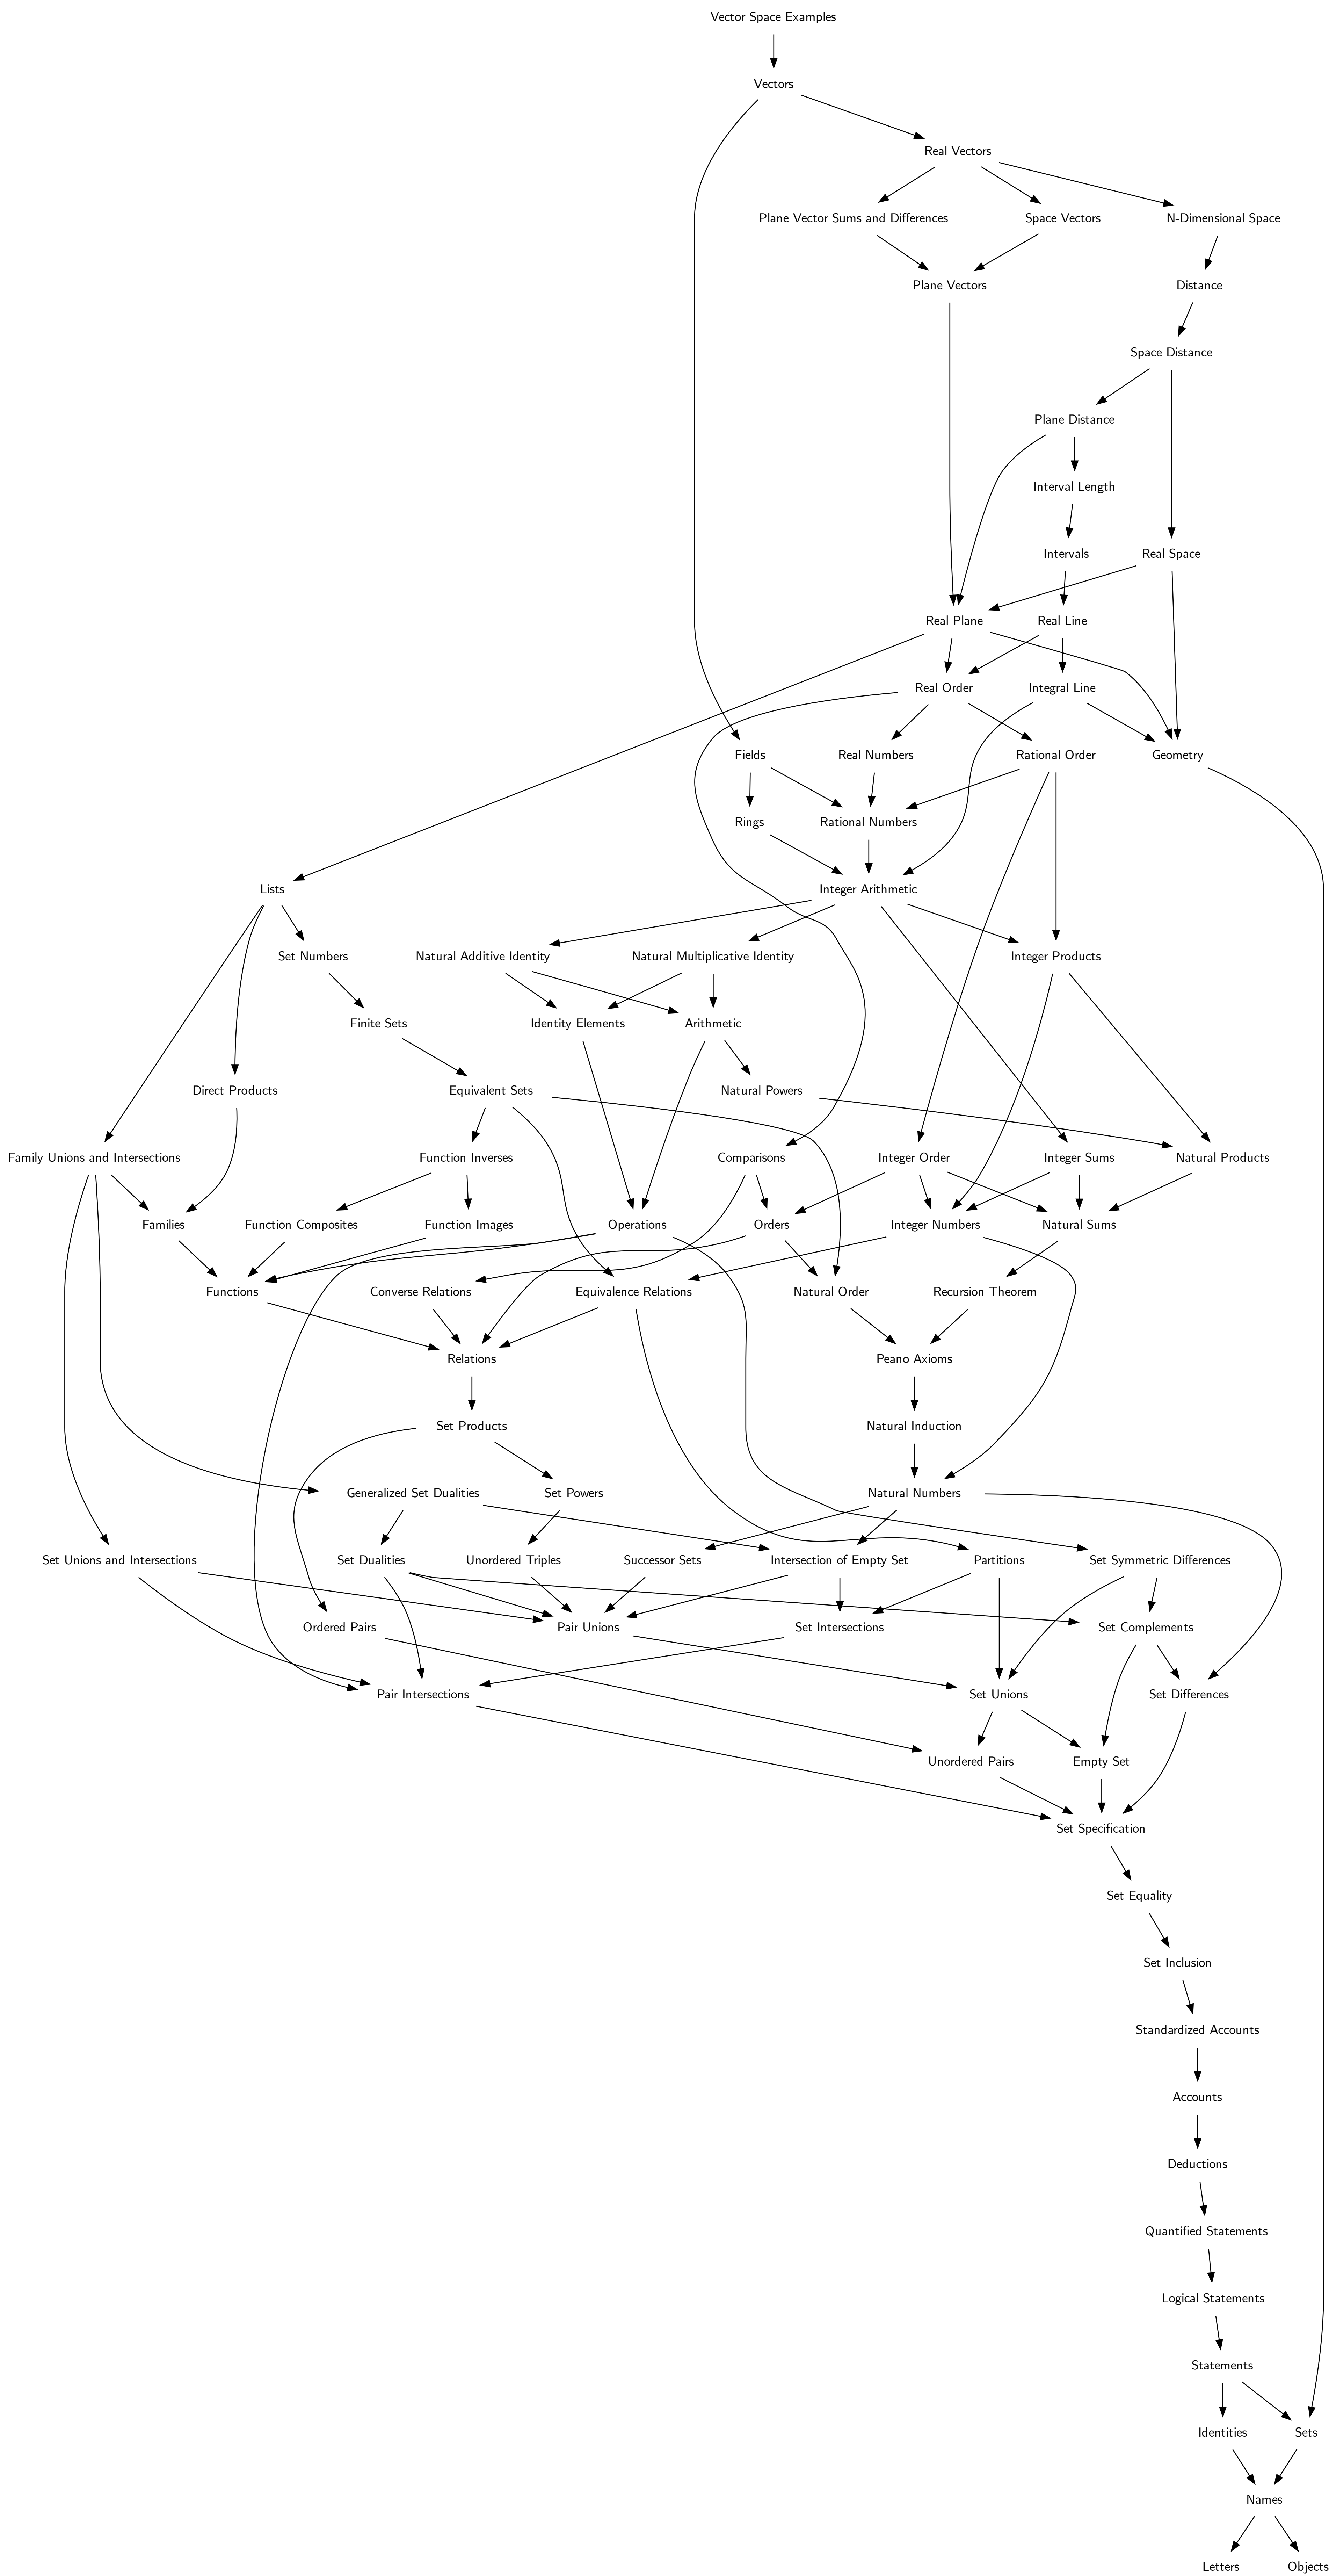 Vector Space Examples
Vectors
Real Vectors
Plane Vector Sums and Differences
Space Vectors
N-Dimensional Space
Plane Vectors
Distance
Space Distance
Plane Distance
Interval Length
Intervals
Real Space
Real Plane
Real Line
Real Order
Integral Line
Fields
Real Numbers
Rational Order
Geometry
Rings
Rational Numbers
Lists
Integer Arithmetic
Set Numbers
Natural Additive Identity
Natural Multiplicative Identity
Integer Products
Finite Sets
Identity Elements
Arithmetic
Direct Products
Equivalent Sets
Natural Powers
Family Unions and Intersections
Function Inverses
Comparisons
Integer Order
Integer Sums
Natural Products
Families
Function Composites
Function Images
Operations
Orders
Integer Numbers
Natural Sums
Functions
Converse Relations
Equivalence Relations
Natural Order
Recursion Theorem
Relations
Peano Axioms
Set Products
Natural Induction
Generalized Set Dualities
Set Powers
Natural Numbers
Set Unions and Intersections
Set Dualities
Unordered Triples
Successor Sets
Intersection of Empty Set
Partitions
Set Symmetric Differences
Ordered Pairs
Pair Unions
Set Intersections
Set Complements
Pair Intersections
Set Unions
Set Differences
Unordered Pairs
Empty Set
Set Specification
Set Equality
Set Inclusion
Standardized Accounts
Accounts
Deductions
Quantified Statements
Logical Statements
Statements
Identities
Sets
Names
Letters
Objects